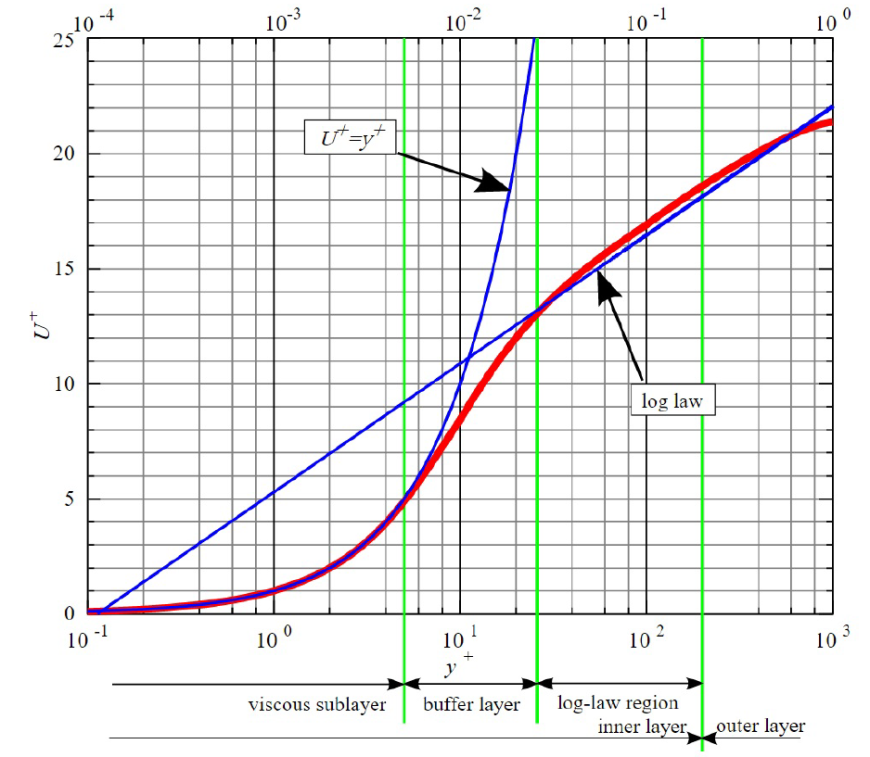 10^-4 10^-3 10^-2 10^-1 10^0
25
U^+=y^+
20
15
U^+
10
log law
5
0
10^-1 10^0 10^1 10^2 10^3
y^+
viscous sublayer buffer layer log-law region
inner layer outer layer